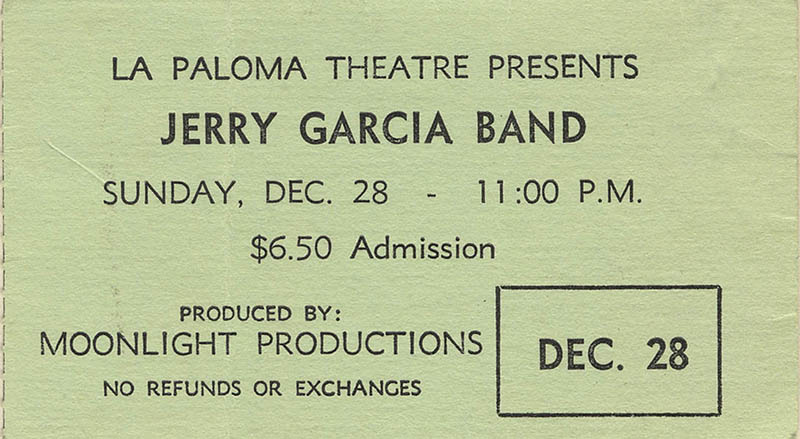 LA PALOMA THEATRE PRESENTS
JERRY GARCIA BAND
SUNDAY, DEC. 28 - 11:00 P.M.
$6.50 Admission
PRODUCED BY:
MOONLIGHT PRODUCTIONS
NO REFUNDS OR EXCHANGES
DEC. 28